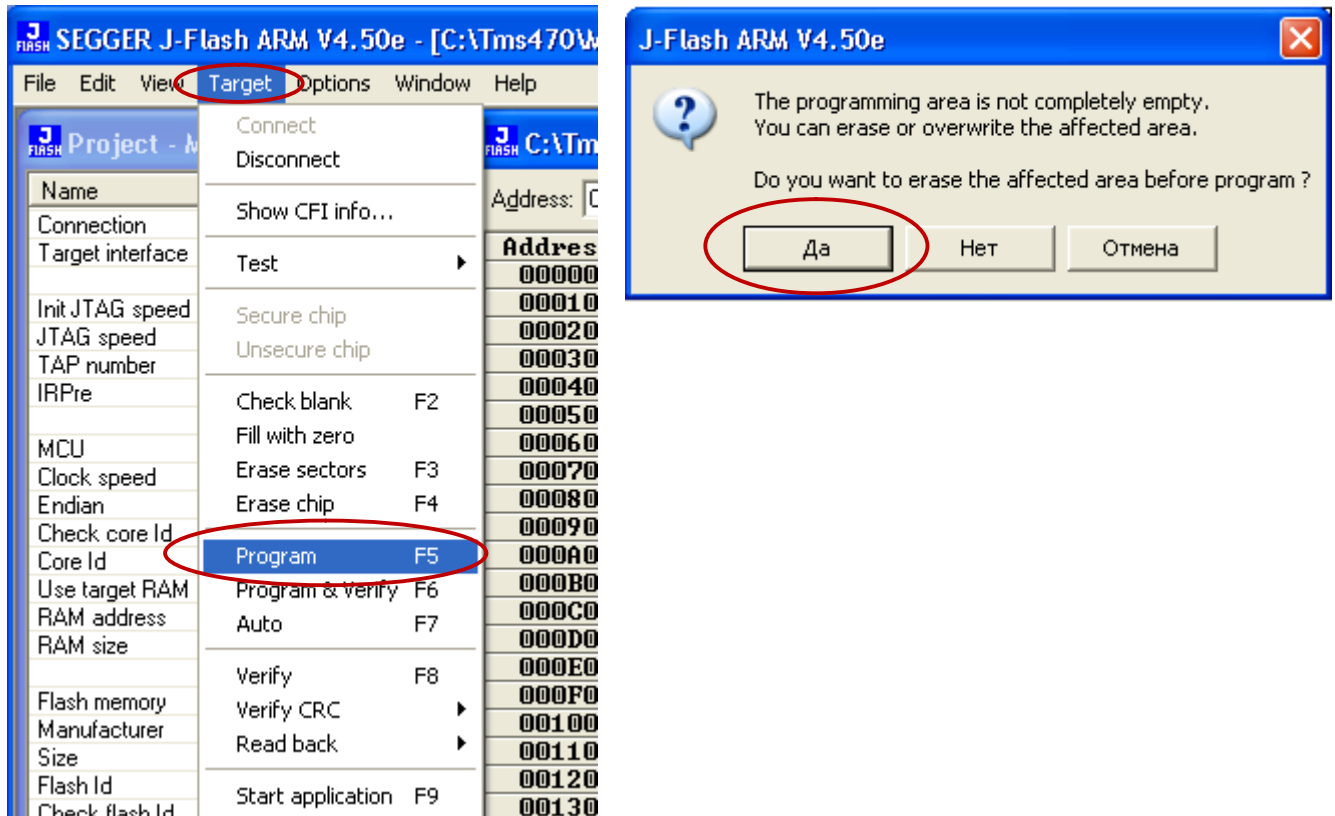 J FLASH SEGGER J-Flash ARM V4.50e - [C:\Tms470\
File Edit View Target Options Window Help
Connect
Disconnect
Show CFI info...
Test
Secure chip
Unsecure chip
Check blank F2
Fill with zero
Erase sectors F3
Erase chip F4
Program F5
Program & Verify F6
Auto F7
Verify F8
Verify CRC
Read back
Start application F9
J FLASH Project - M
Name
Connection
Target interface
Init JTAG speed
JTAG speed
TAP number
IRPre
MCU
Clock speed
Endian
Check core Id
Core Id
Use target RAM
RAM address
RAM size
Flash memory
Manufacturer
Size
Flash Id
Check flash Id
J FLASH C:\Tm
Address:
Addres
00000
00010
00020
00030
00040
00050
00060
00070
00080
00090
000A0
000B0
000C0
000D0
000E0
000F0
00100
00110
00120
00130
J-Flash ARM V4.50e
The programming area is not completely empty.
You can erase or overwrite the affected area.
Do you want to erase the affected area before program ?
Да Нет Отмена